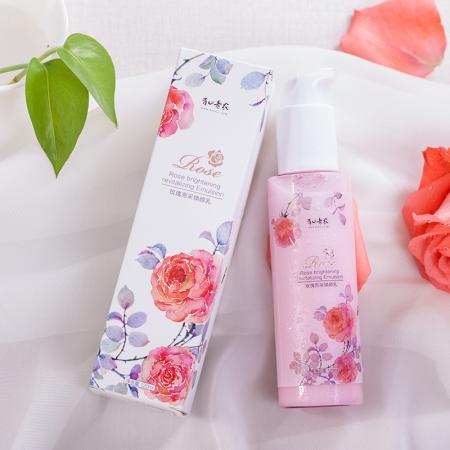 Rose
Rose brightening
revitalizing Emulsion
玫瑰亮采焕颜乳
Rose
Rose brightening
revitalizing Emulsion
玫瑰亮采焕颜乳